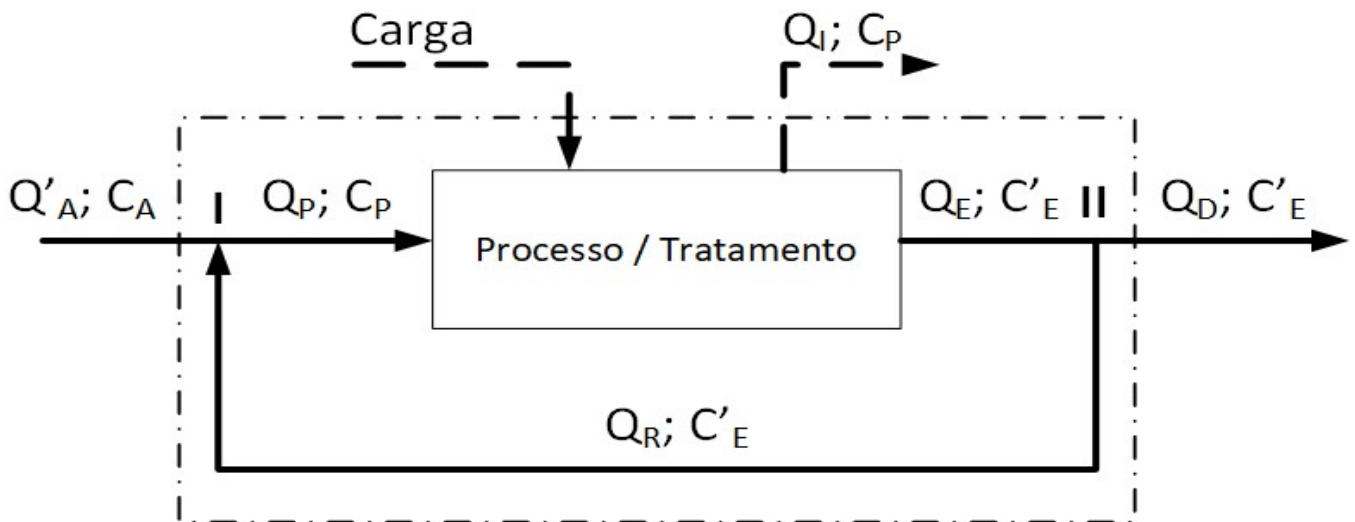 Carga
Q_I; C_P
Q'_A; C_A
I
Q_P; C_P
Q_E; C'_E
II
Q_D; C'_E
Processo / Tratamento
Q_R; C'_E